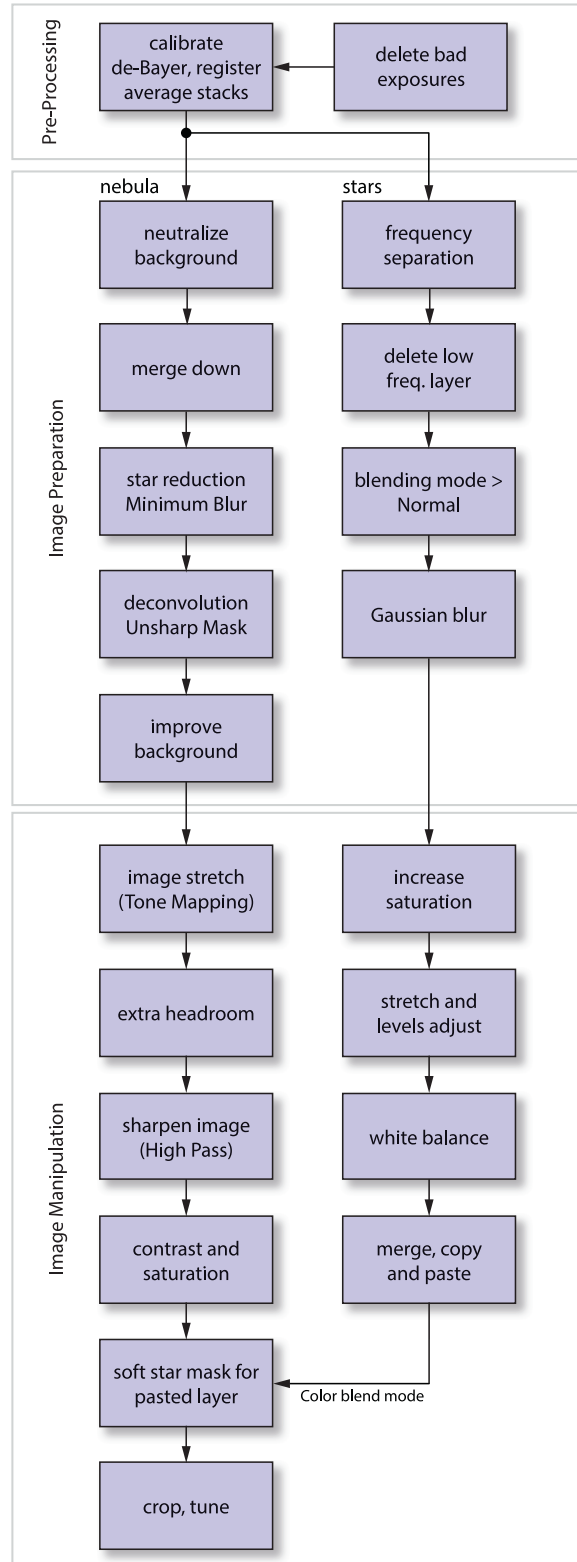 Pre-Processing
calibrate
de-Bayer, register
average stacks
delete bad
exposures
Image Preparation
nebula
neutralize
background
merge down
star reduction
Minimum Blur
deconvolution
Unsharp Mask
improve
background
stars
frequency
separation
delete low
freq. layer
blending mode >
Normal
Gaussian blur
Image Manipulation
image stretch
(Tone Mapping)
extra headroom
sharpen image
(High Pass)
contrast and
saturation
soft star mask for
pasted layer
crop, tune
increase
saturation
stretch and
levels adjust
white balance
merge, copy
and paste
Color blend mode